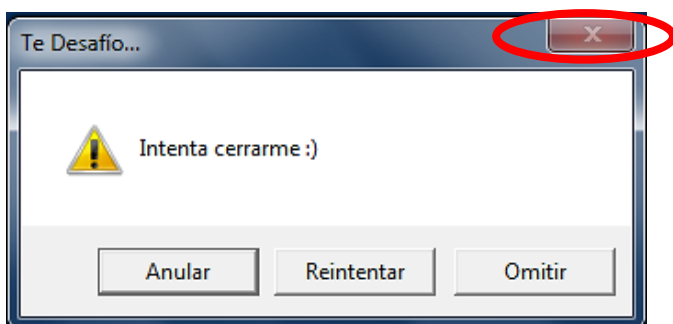 Te Desafío...
Intenta cerrarme :)
Anular
Reintentar
Omitir